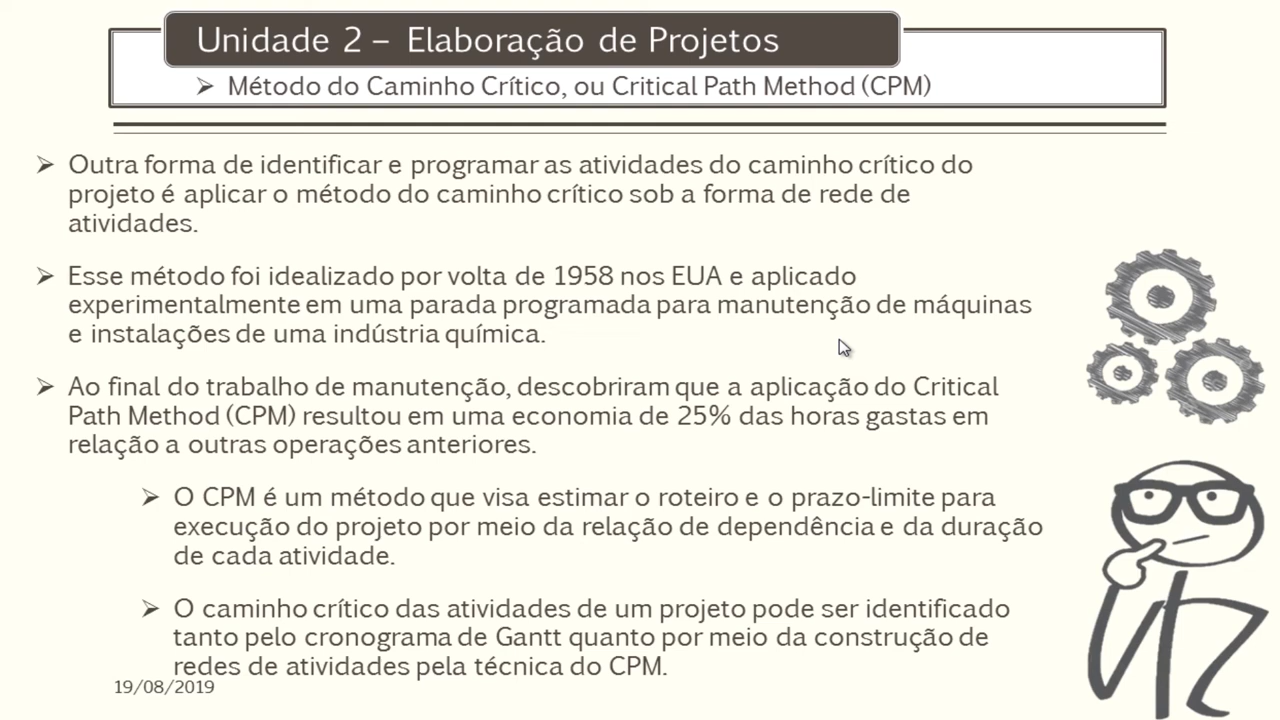 Unidade 2 – Elaboração de Projetos
➢ Método do Caminho Crítico, ou Critical Path Method (CPM)
➢ Outra forma de identificar e programar as atividades do caminho crítico do
projeto é aplicar o método do caminho crítico sob a forma de rede de
atividades.
➢ Esse método foi idealizado por volta de 1958 nos EUA e aplicado
experimentalmente em uma parada programada para manutenção de máquinas
e instalações de uma indústria química.
➢ Ao final do trabalho de manutenção, descobriram que a aplicação do Critical
Path Method (CPM) resultou em uma economia de 25% das horas gastas em
relação a outras operações anteriores.
➢ O CPM é um método que visa estimar o roteiro e o prazo-limite para
execução do projeto por meio da relação de dependência e da duração
de cada atividade.
➢ O caminho crítico das atividades de um projeto pode ser identificado
tanto pelo cronograma de Gantt quanto por meio da construção de
redes de atividades pela técnica do CPM.
19/08/2019